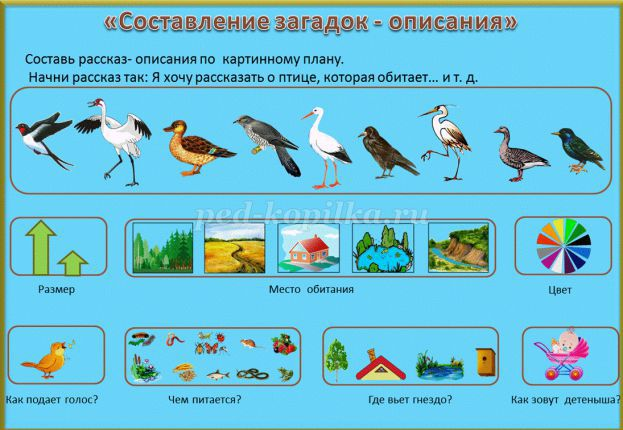 «Составление загадок - описания»
Составь рассказ- описания по картинному плану.
Начни рассказ так: Я хочу рассказать о птице, которая обитает... и т. д.
ped-kopilka.ru
Размер
Место обитания
Цвет
Как подает голос?
Чем питается?
Где вьет гнездо?
Как зовут детеныша?